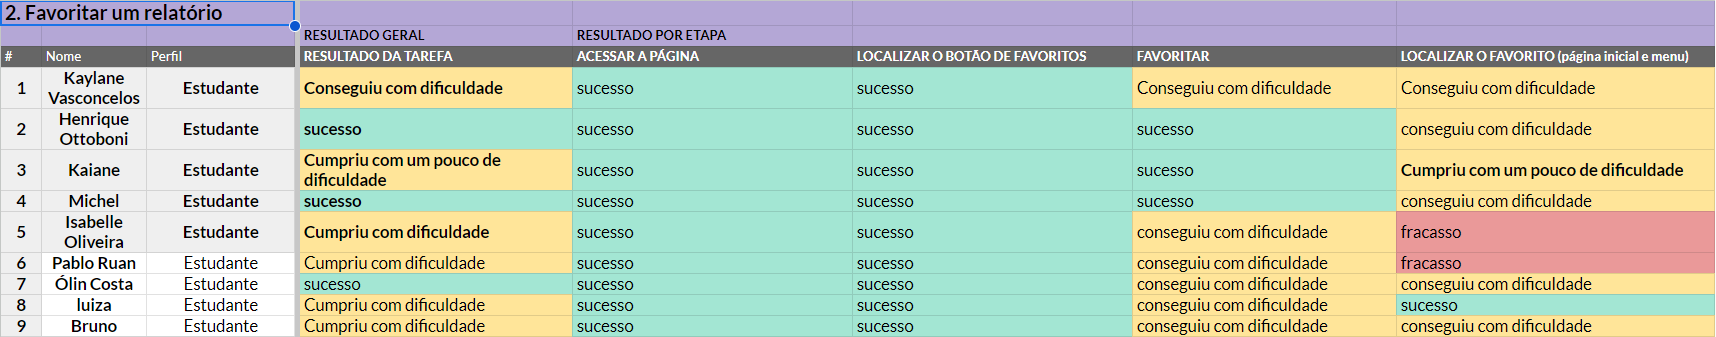 2. Favoritar um relatório
RESULTADO GERAL RESULTADO POR ETAPA
# Nome Perfil RESULTADO DA TAREFA ACESSAR A PÁGINA LOCALIZAR O BOTÃO DE FAVORITOS FAVORITAR LOCALIZAR O FAVORITO (página inicial e menu)
1 Kaylane Vasconcelos Estudante Conseguiu com dificuldade sucesso sucesso Conseguiu com dificuldade Conseguiu com dificuldade
2 Henrique Ottoboni Estudante sucesso sucesso sucesso sucesso conseguiu com dificuldade
3 Kaiane Estudante Cumpriu com um pouco de dificuldade sucesso sucesso sucesso Cumpriu com um pouco de dificuldade
4 Michel Estudante sucesso sucesso sucesso sucesso conseguiu com dificuldade
5 Isabelle Oliveira Estudante Cumpriu com dificuldade sucesso sucesso conseguiu com dificuldade fracasso
6 Pablo Ruan Estudante Cumpriu com dificuldade sucesso sucesso conseguiu com dificuldade fracasso
7 Ólin Costa Estudante sucesso sucesso sucesso conseguiu com dificuldade conseguiu com dificuldade
8 luiza Estudante Cumpriu com dificuldade sucesso sucesso conseguiu com dificuldade sucesso
9 Bruno Estudante Cumpriu com dificuldade sucesso sucesso conseguiu com dificuldade conseguiu com dificuldade